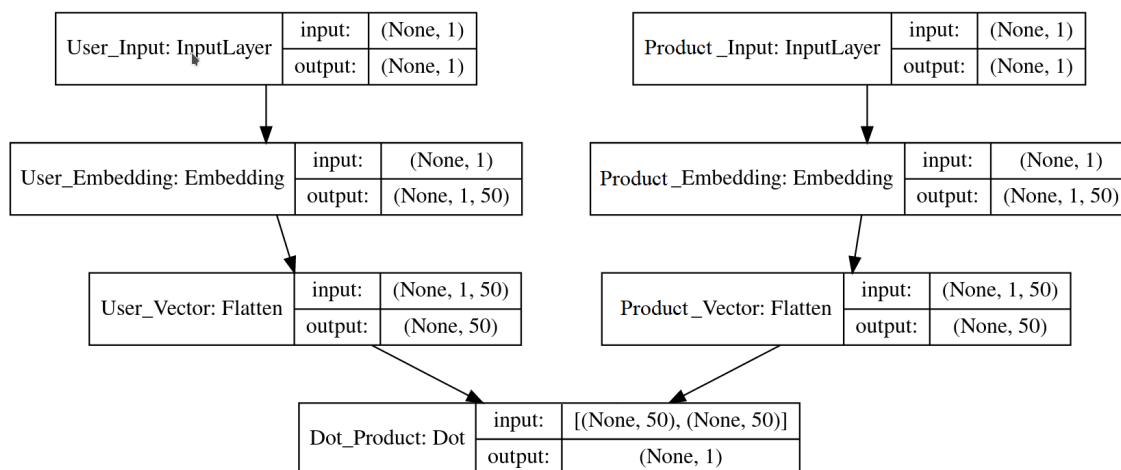 User_Input: InputLayer
input: (None, 1)
output: (None, 1)
Product _Input: InputLayer
input: (None, 1)
output: (None, 1)
User_Embedding: Embedding
input: (None, 1)
output: (None, 1, 50)
Product _Embedding: Embedding
input: (None, 1)
output: (None, 1, 50)
User_Vector: Flatten
input: (None, 1, 50)
output: (None, 50)
Product _Vector: Flatten
input: (None, 1, 50)
output: (None, 50)
Dot_Product: Dot
input: [(None, 50), (None, 50)]
output: (None, 1)